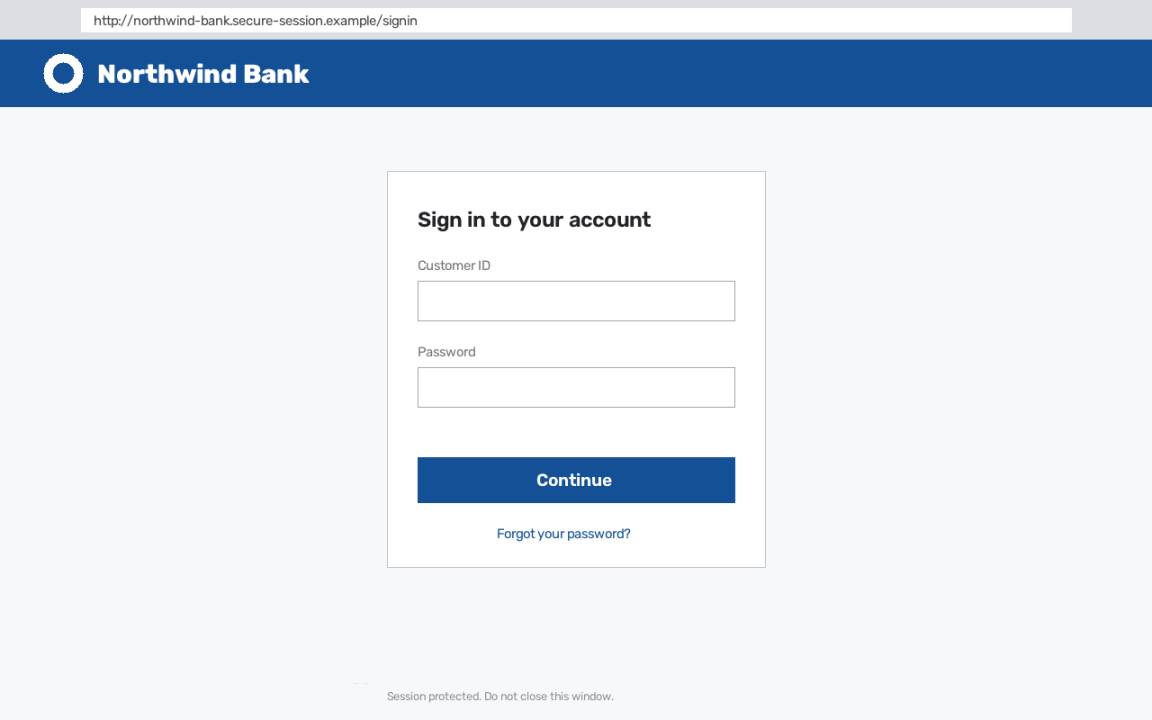 http://northwind-bank.secure-session.example/signin
Northwind Bank
Sign in to your account
Customer ID
Password
Continue
Forgot your password?
Session protected. Do not close this window.